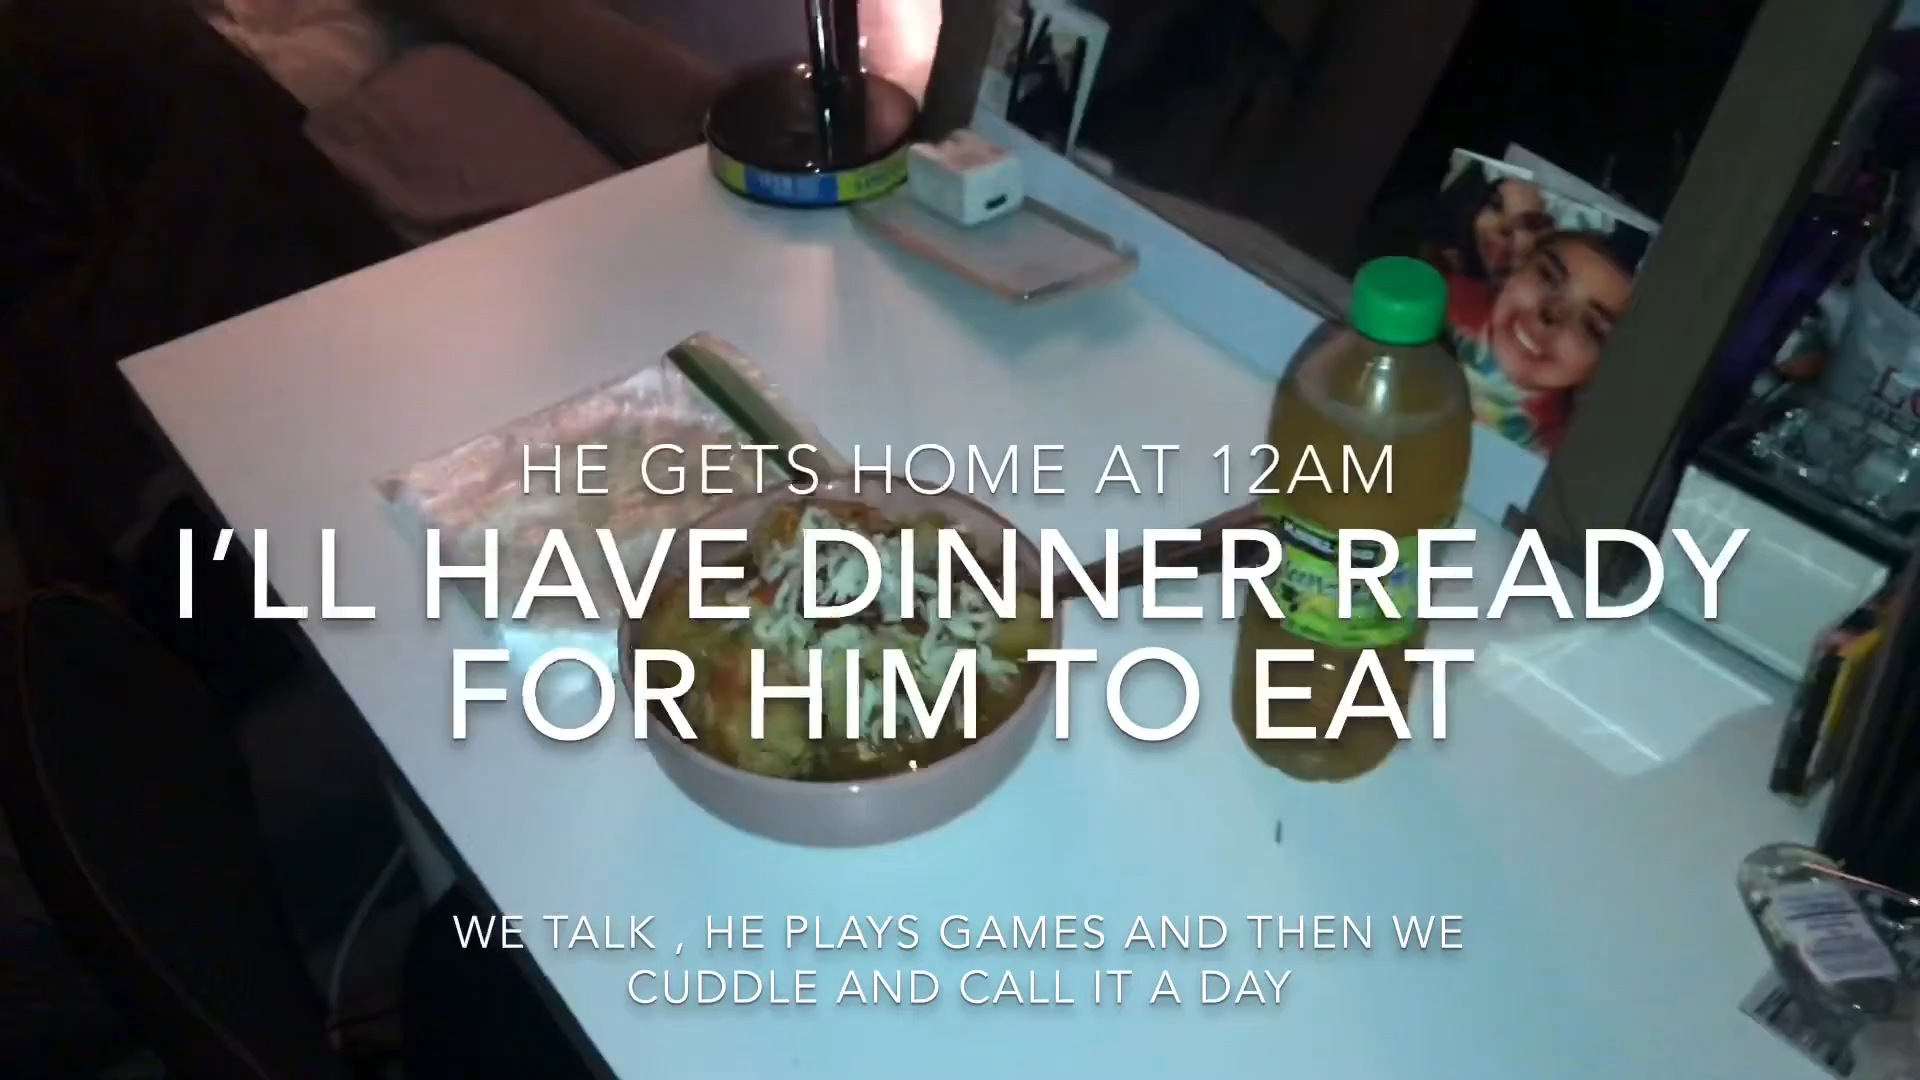 HE GETS HOME AT 12AM
I'LL HAVE DINNER READY
FOR HIM TO EAT
WE TALK , HE PLAYS GAMES AND THEN WE
CUDDLE AND CALL IT A DAY